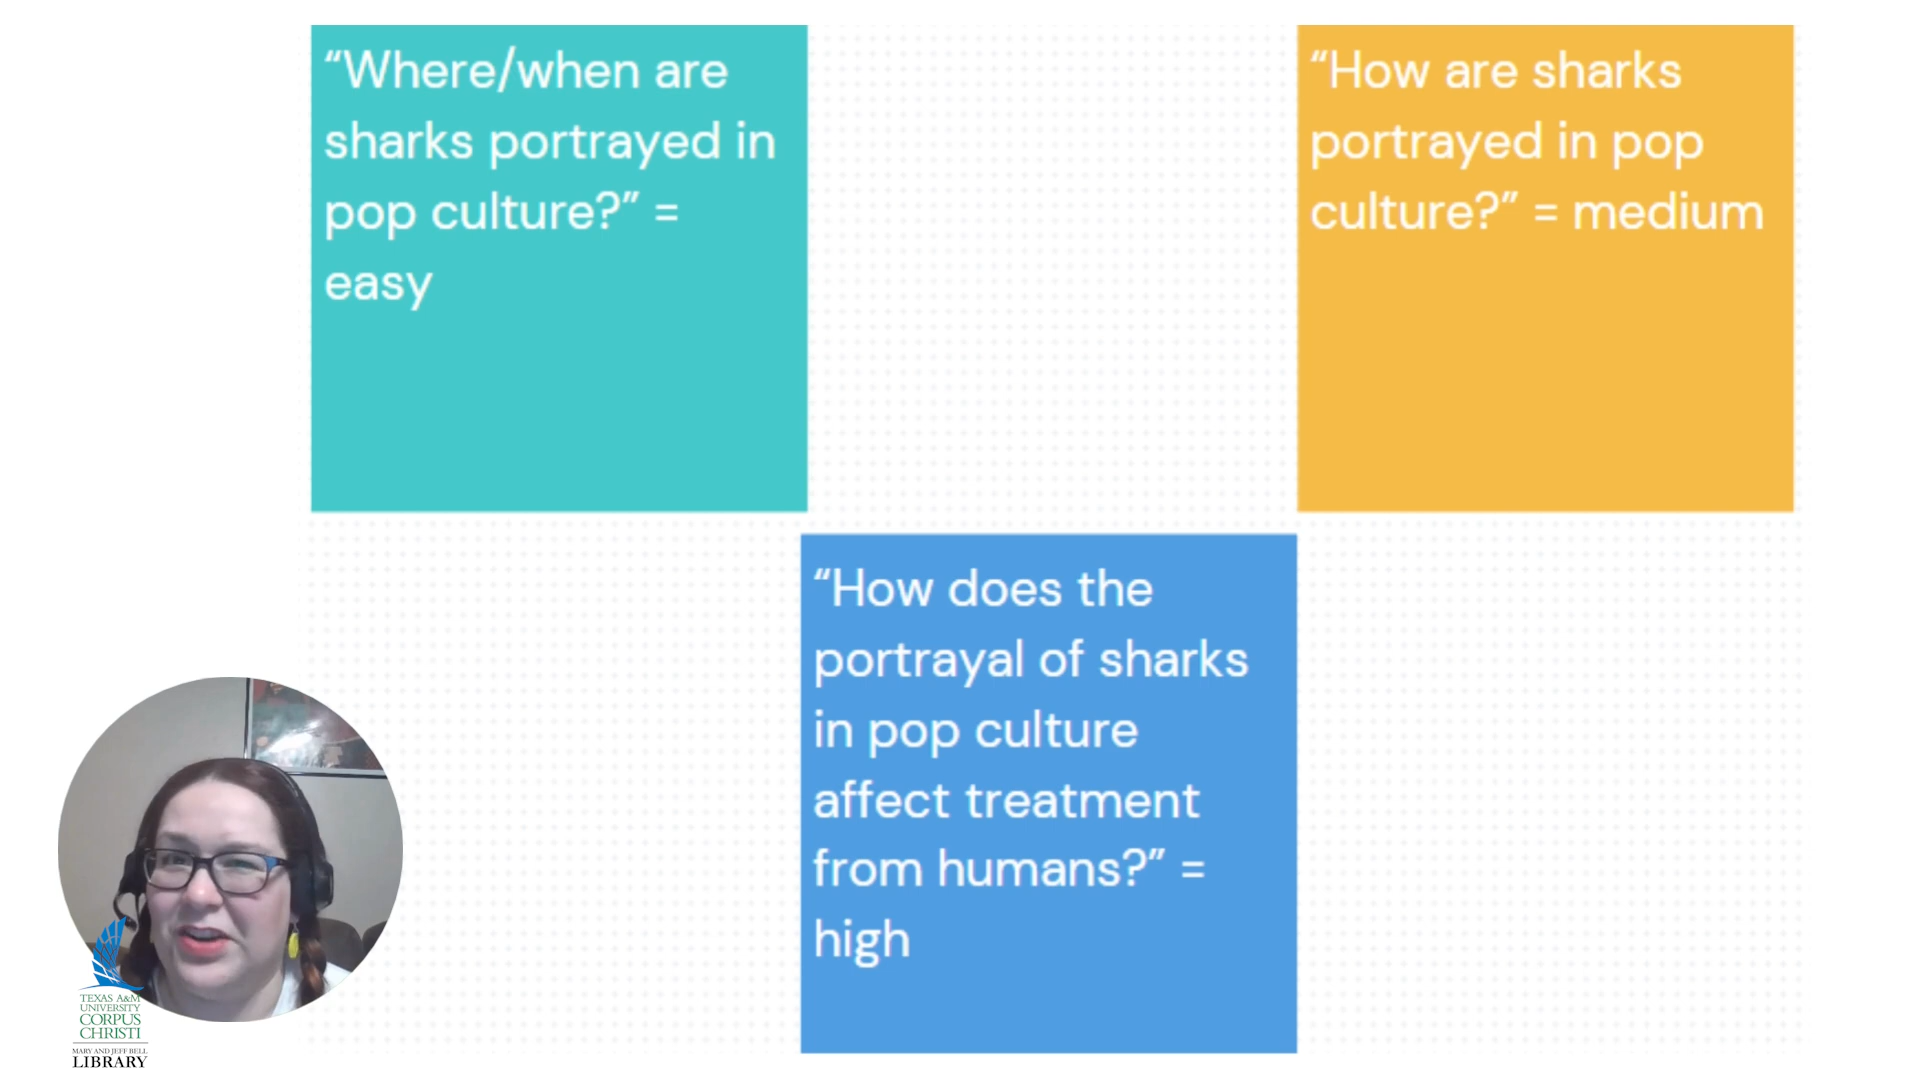 “Where/when are
sharks portrayed in
pop culture?” =
easy
“How are sharks
portrayed in pop
culture?” = medium
“How does the
portrayal of sharks
in pop culture
affect treatment
from humans?” =
high
TEXAS A&M
UNIVERSITY
CORPUS
CHRISTI
MARY AND JEFF BELL
LIBRARY